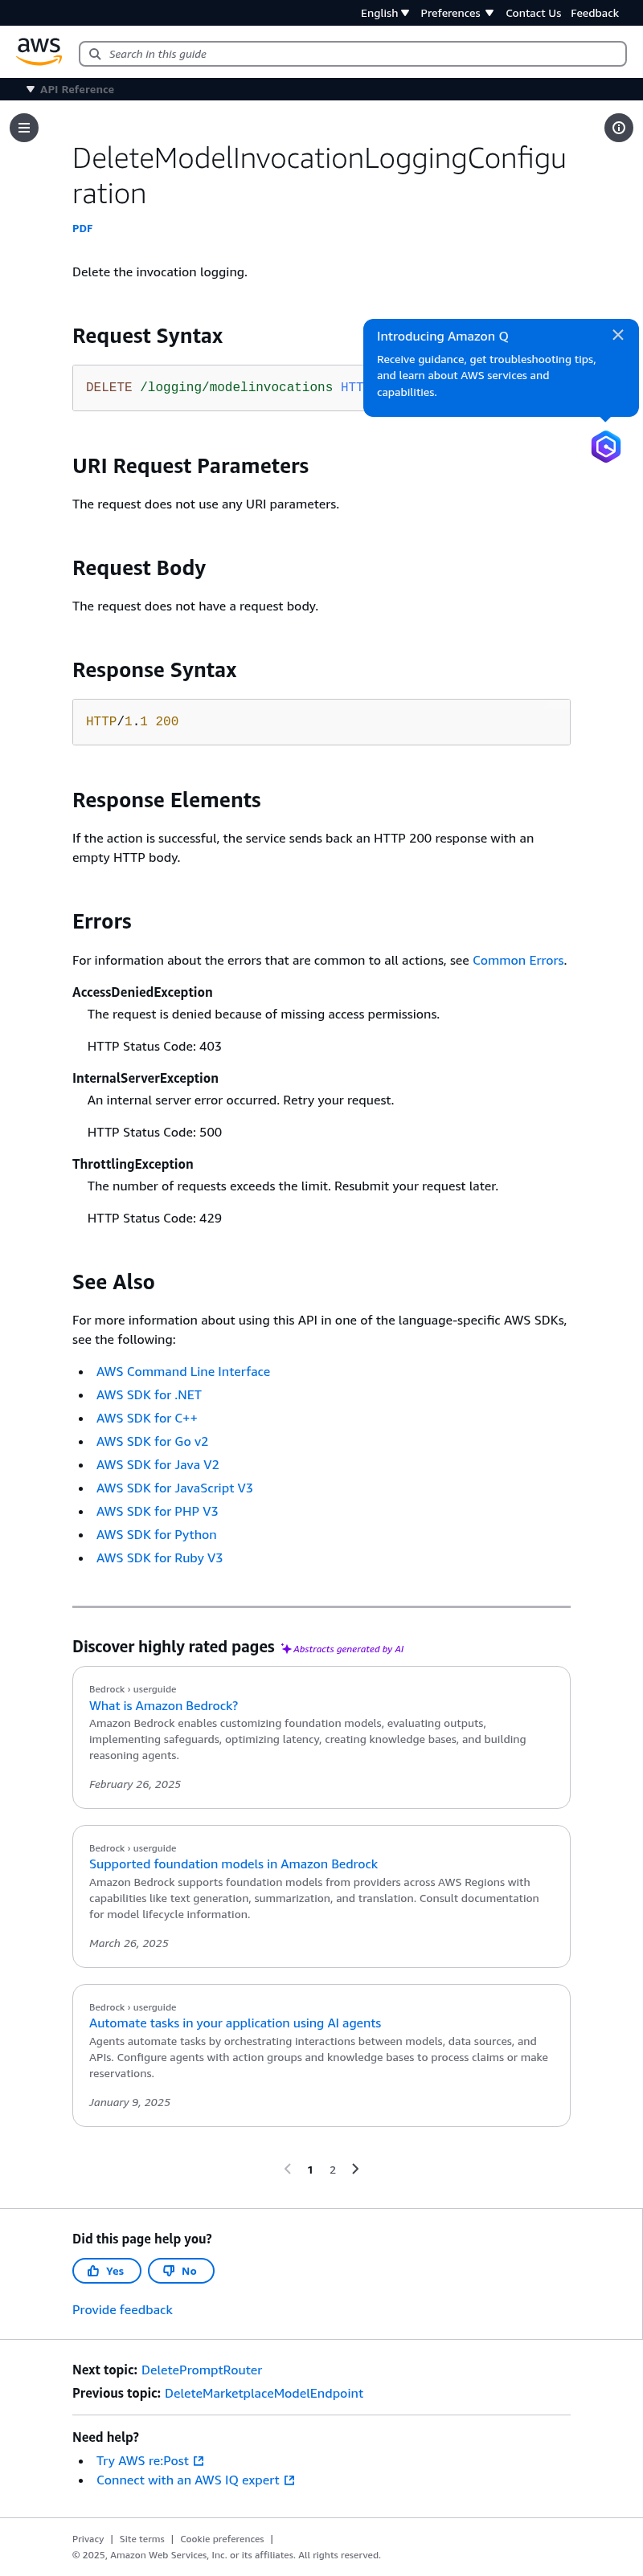 English Preferences Contact Us Feedback
aws
Search in this guide
API Reference
DeleteModelInvocationLoggingConfigu
ration
PDF
Delete the invocation logging.
Request Syntax
Introducing Amazon Q
Receive guidance, get troubleshooting tips,
and learn about AWS services and
capabilities.
DELETE /logging/modelinvocations HTT
URI Request Parameters
The request does not use any URI parameters.
Request Body
The request does not have a request body.
Response Syntax
HTTP/1.1 200
Response Elements
If the action is successful, the service sends back an HTTP 200 response with an
empty HTTP body.
Errors
For information about the errors that are common to all actions, see Common Errors.
AccessDeniedException
The request is denied because of missing access permissions.
HTTP Status Code: 403
InternalServerException
An internal server error occurred. Retry your request.
HTTP Status Code: 500
ThrottlingException
The number of requests exceeds the limit. Resubmit your request later.
HTTP Status Code: 429
See Also
For more information about using this API in one of the language-specific AWS SDKs,
see the following:
• AWS Command Line Interface
• AWS SDK for .NET
• AWS SDK for C++
• AWS SDK for Go v2
• AWS SDK for Java V2
• AWS SDK for JavaScript V3
• AWS SDK for PHP V3
• AWS SDK for Python
• AWS SDK for Ruby V3
Discover highly rated pages Abstracts generated by AI
Bedrock › userguide
What is Amazon Bedrock?
Amazon Bedrock enables customizing foundation models, evaluating outputs,
implementing safeguards, optimizing latency, creating knowledge bases, and building
reasoning agents.
February 26, 2025
Bedrock › userguide
Supported foundation models in Amazon Bedrock
Amazon Bedrock supports foundation models from providers across AWS Regions with
capabilities like text generation, summarization, and translation. Consult documentation
for model lifecycle information.
March 26, 2025
Bedrock › userguide
Automate tasks in your application using AI agents
Agents automate tasks by orchestrating interactions between models, data sources, and
APIs. Configure agents with action groups and knowledge bases to process claims or make
reservations.
January 9, 2025
1 2
Did this page help you?
Yes No
Provide feedback
Next topic: DeletePromptRouter
Previous topic: DeleteMarketplaceModelEndpoint
Need help?
• Try AWS re:Post
• Connect with an AWS IQ expert
Privacy | Site terms | Cookie preferences |
© 2025, Amazon Web Services, Inc. or its affiliates. All rights reserved.